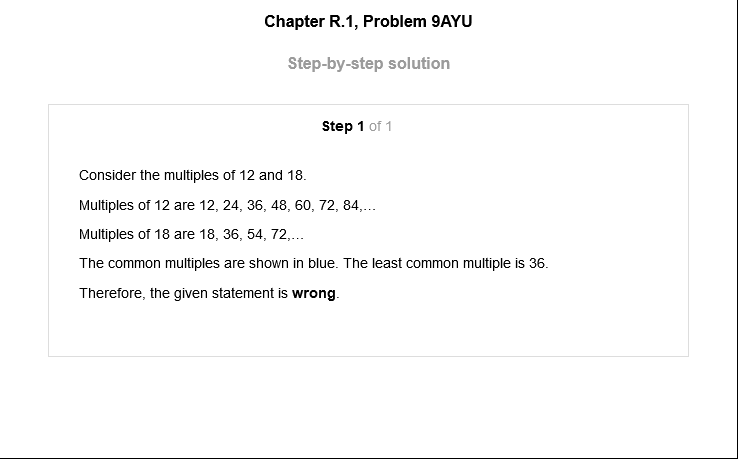 Chapter R.1, Problem 9AYU
Step-by-step solution
Step 1 of 1
Consider the multiples of 12 and 18.
Multiples of 12 are 12, 24, 36, 48, 60, 72, 84,...
Multiples of 18 are 18, 36, 54, 72,...
The common multiples are shown in blue. The least common multiple is 36.
Therefore, the given statement is wrong.